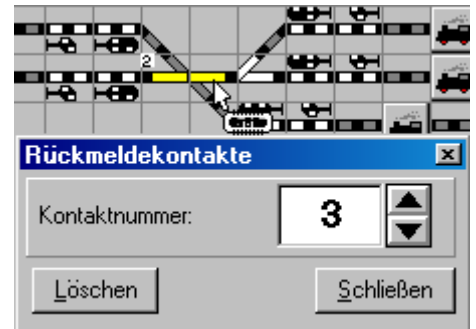 2
Rückmeldekontakte
Kontaktnummer:
3
Löschen
Schließen